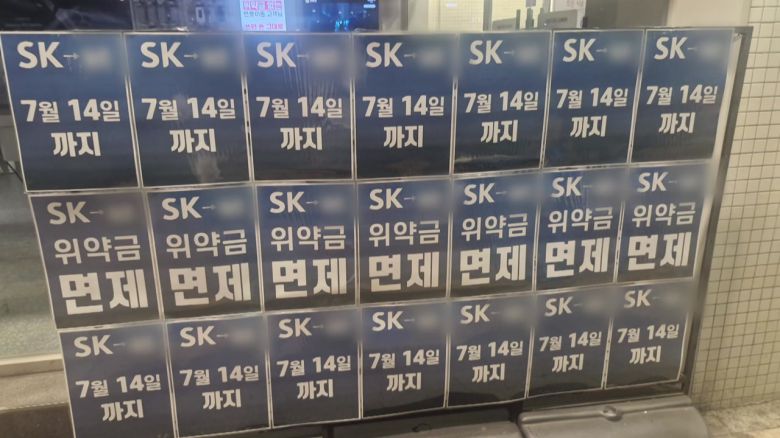 SK→ SK→ SK→ SK→ SK→ SK→ SK→
7월 14일 7월 14일 7월 14일 7월 14일 7월 14일 7월 14일 7월 14일
까지 까지 까지 까지 까지 까지 까지
SK→ SK→ SK→ SK→ SK→ SK→ SK→
위약금 위약금 위약금 위약금 위약금 위약금 위약금
면제 면제 면제 면제 면제 면제 면제
SK→ SK→ SK→ SK→ SK→ SK→ SK→
7월 14일 7월 14일 7월 14일 7월 14일 7월 14일 7월 14일 7월 14일
까지 까지 까지 까지 까지 까지 까지